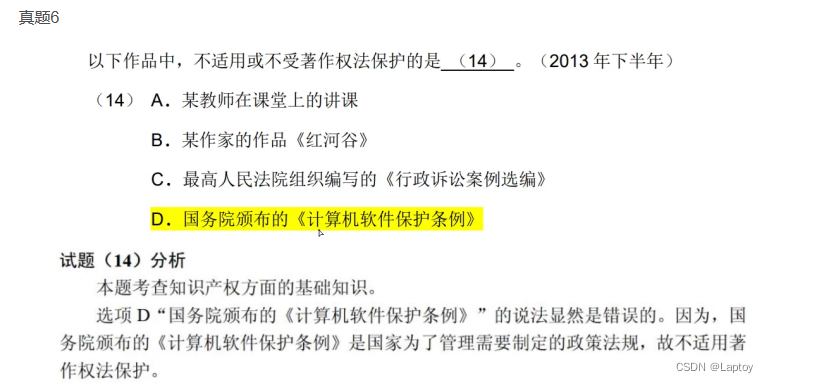 真题6
以下作品中，不适用或不受著作权法保护的是 （14） 。（2013 年下半年）
（14） A．某教师在课堂上的讲课
B．某作家的作品《红河谷》
C．最高人民法院组织编写的《行政诉讼案例选编》
D．国务院颁布的《计算机软件保护条例》
试题（14）分析
本题考查知识产权方面的基础知识。
选项 D“国务院颁布的《计算机软件保护条例》”的说法显然是错误的。因为，国
务院颁布的《计算机软件保护条例》是国家为了管理需要制定的政策法规，故不适用著
作权法保护。
CSDN @Laptoy